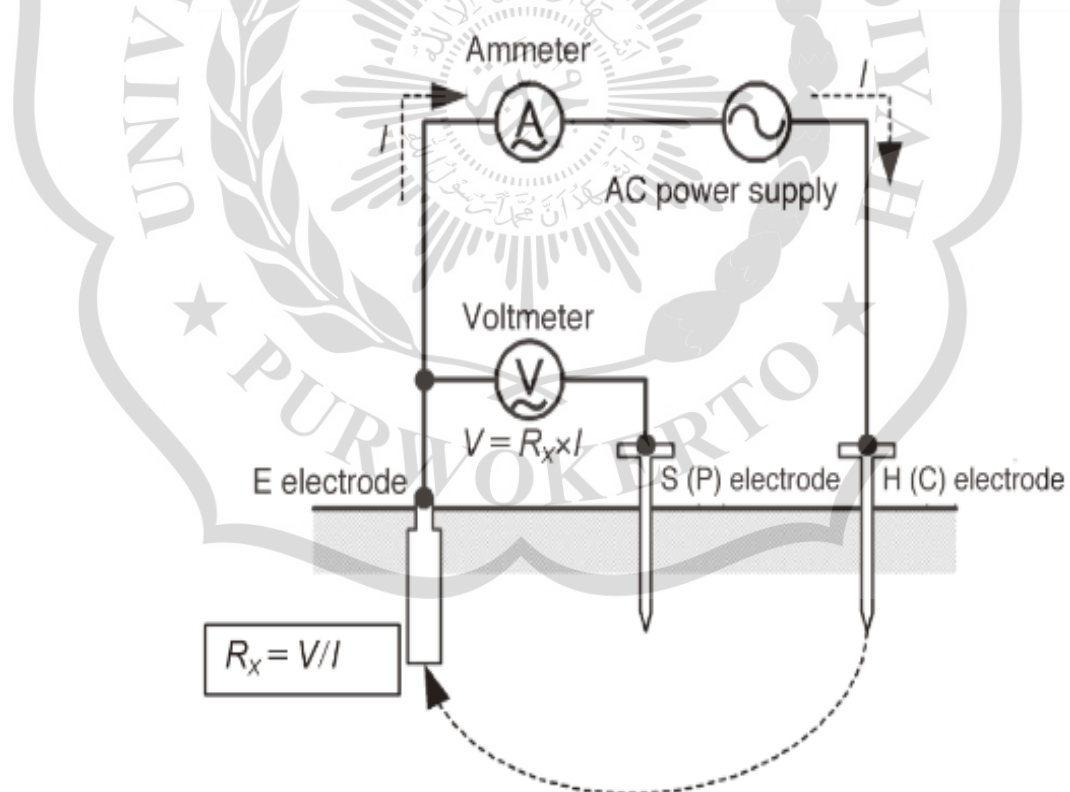 Ammeter
I
A
I
AC power supply
Voltmeter
V
V = Rx×I
E electrode
S (P) electrode
H (C) electrode
Rx = V/I
PURWOKERTO